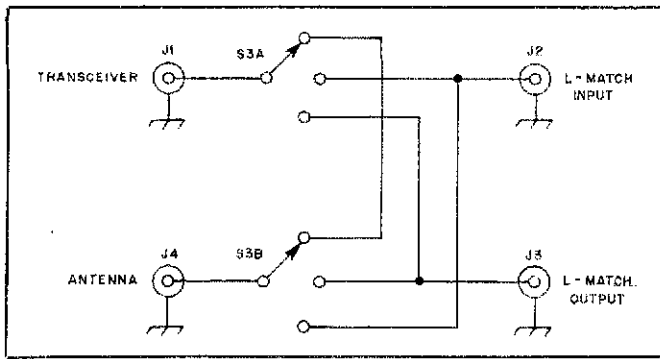 J1
S3A
J2
TRANSCEIVER
L-MATCH
INPUT
J4
S3B
J3
ANTENNA
L-MATCH
OUTPUT